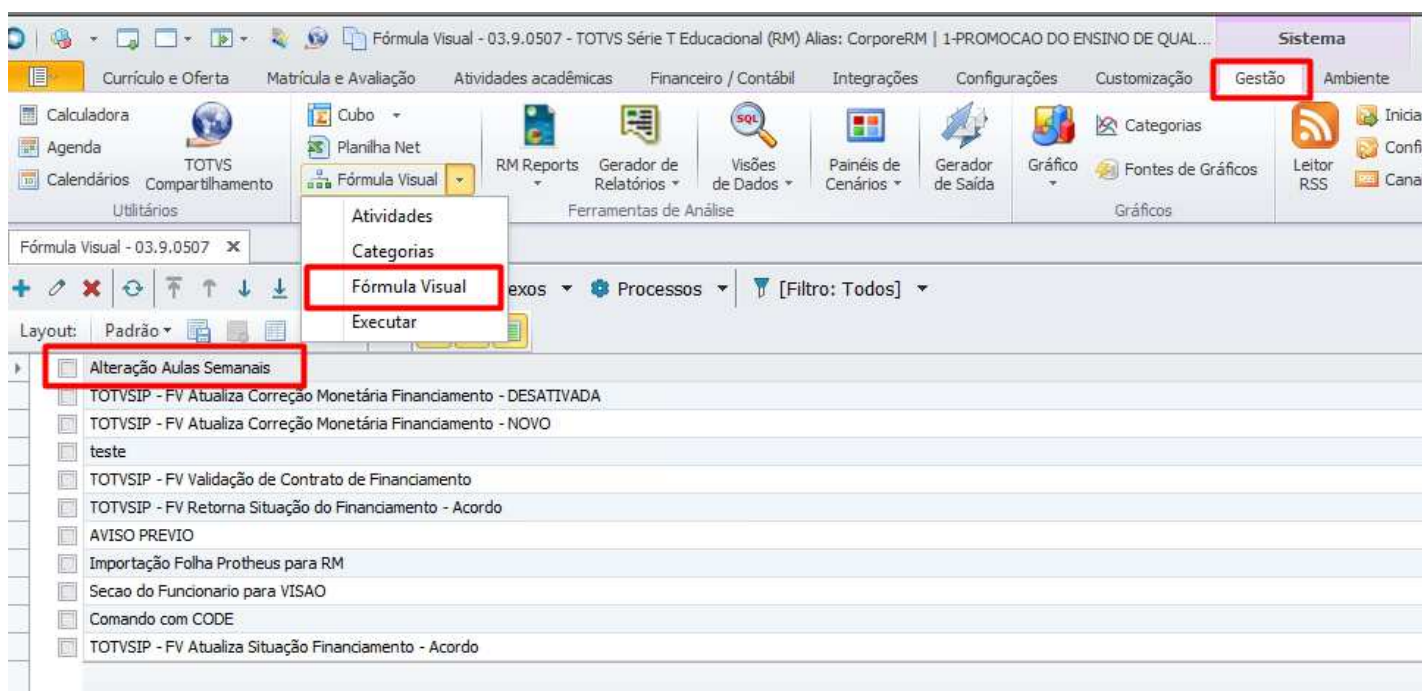 Fórmula Visual - 03.9.0507 - TOTVS Série T Educacional (RM) Alias: CorporeRM | 1-PROMOCAO DO ENSINO DE QUAL... Sistema
Currículo e Oferta Matrícula e Avaliação Atividades acadêmicas Financeiro / Contábil Integrações Configurações Customização Gestão Ambiente
Calculadora
Agenda
Calendários
TOTVS
Compartilhamento
Utilitários
Cubo
Planilha Net
Fórmula Visual
RM Reports
Gerador de
Relatórios
SQL
Visões
de Dados
Painéis de
Cenários
Gerador
de Saída
Ferramentas de Análise
Gráfico
Categorias
Fontes de Gráficos
Gráficos
Leitor
RSS
Inicia
Confi
Cana
Atividades
Categorias
Fórmula Visual
Executar
Fórmula Visual - 03.9.0507 X
exos Processos [Filtro: Todos]
Layout: Padrão
Alteração Aulas Semanais
TOTVSIP - FV Atualiza Correção Monetária Financiamento - DESATIVADA
TOTVSIP - FV Atualiza Correção Monetária Financiamento - NOVO
teste
TOTVSIP - FV Validação de Contrato de Financiamento
TOTVSIP - FV Retorna Situação do Financiamento - Acordo
AVISO PREVIO
Importação Folha Protheus para RM
Secao do Funcionario para VISAO
Comando com CODE
TOTVSIP - FV Atualiza Situação Financiamento - Acordo